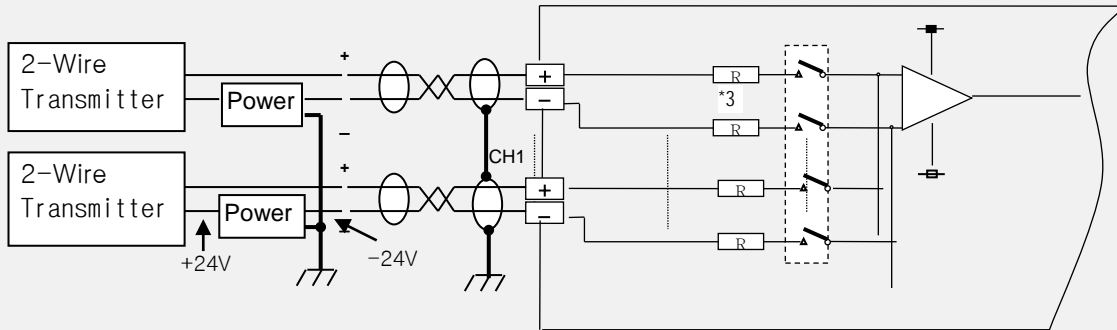 2-Wire
Transmitter
Power
+
−
CH1
+
−
R
*3
R
2-Wire
Transmitter
Power
+
−
+24V
−24V
+
−
R
R